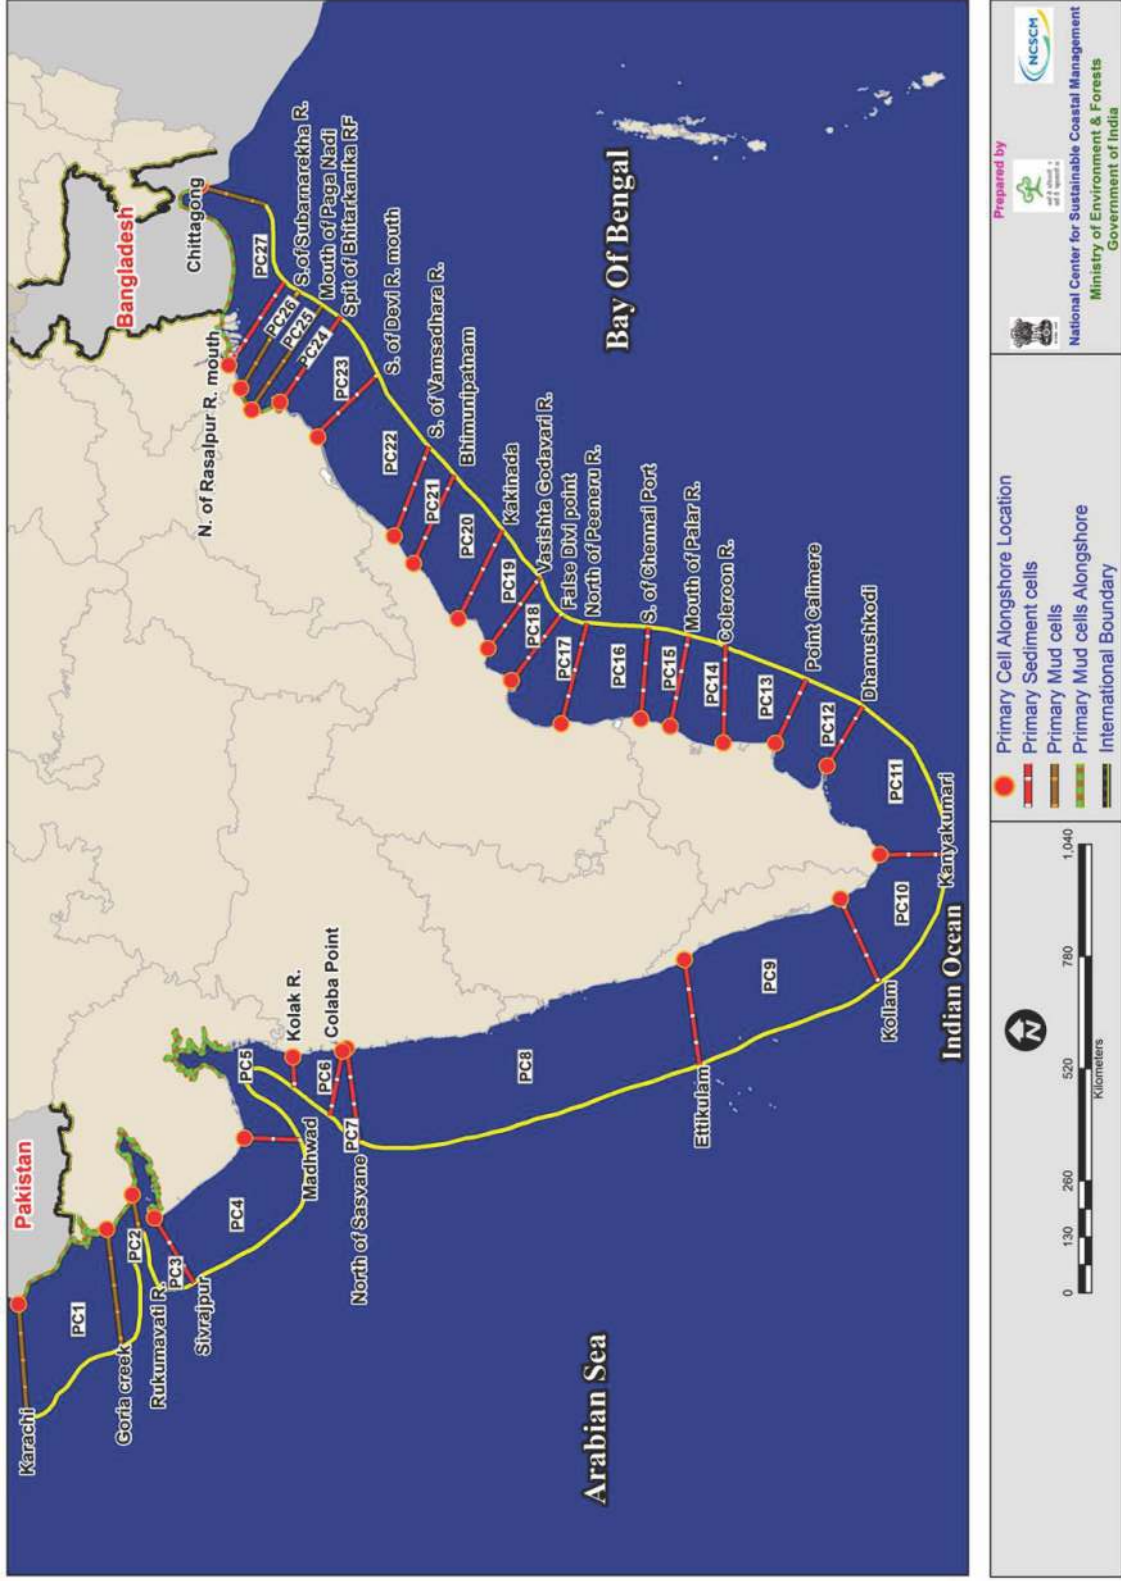 Pakistan
Bangladesh
Karachi
PC1
Goria creek
PC2
Rukumavati R.
PC3
Sivrajpur
PC4
Madhwad
PC5
Kolak R.
PC6
Colaba Point
PC7
North of Sasvane
PC8
Ettikulam
PC9
Kollam
PC10
Kanyakumari
PC11
Dhanushkodi
PC12
Point Calimere
PC13
Coleroon R.
PC14
Mouth of Palar R.
PC15
S. of Chennai Port
PC16
North of Peeneru R.
PC17
False Divi point
PC18
Vasishta Godavari R.
PC19
Kakinada
PC20
Bhimunipatnam
PC21
S. of Vamsadhara R.
PC22
S. of Devi R. mouth
PC23
Spit of Bhitarkanika RF
PC24
Mouth of Paga Nadi
PC25
S. of Subarnarekha R.
PC26
N. of Rasalpur R. mouth
PC27
Chittagong
Arabian Sea
Bay Of Bengal
Indian Ocean
N
0 130 260 520 780 1,040
Kilometers
Primary Cell Alongshore Location
Primary Sediment cells
Primary Mud cells
Primary Mud cells Alongshore
International Boundary
Prepared by
NCSCM
National Center for Sustainable Coastal Management
Ministry of Environment & Forests
Government of India